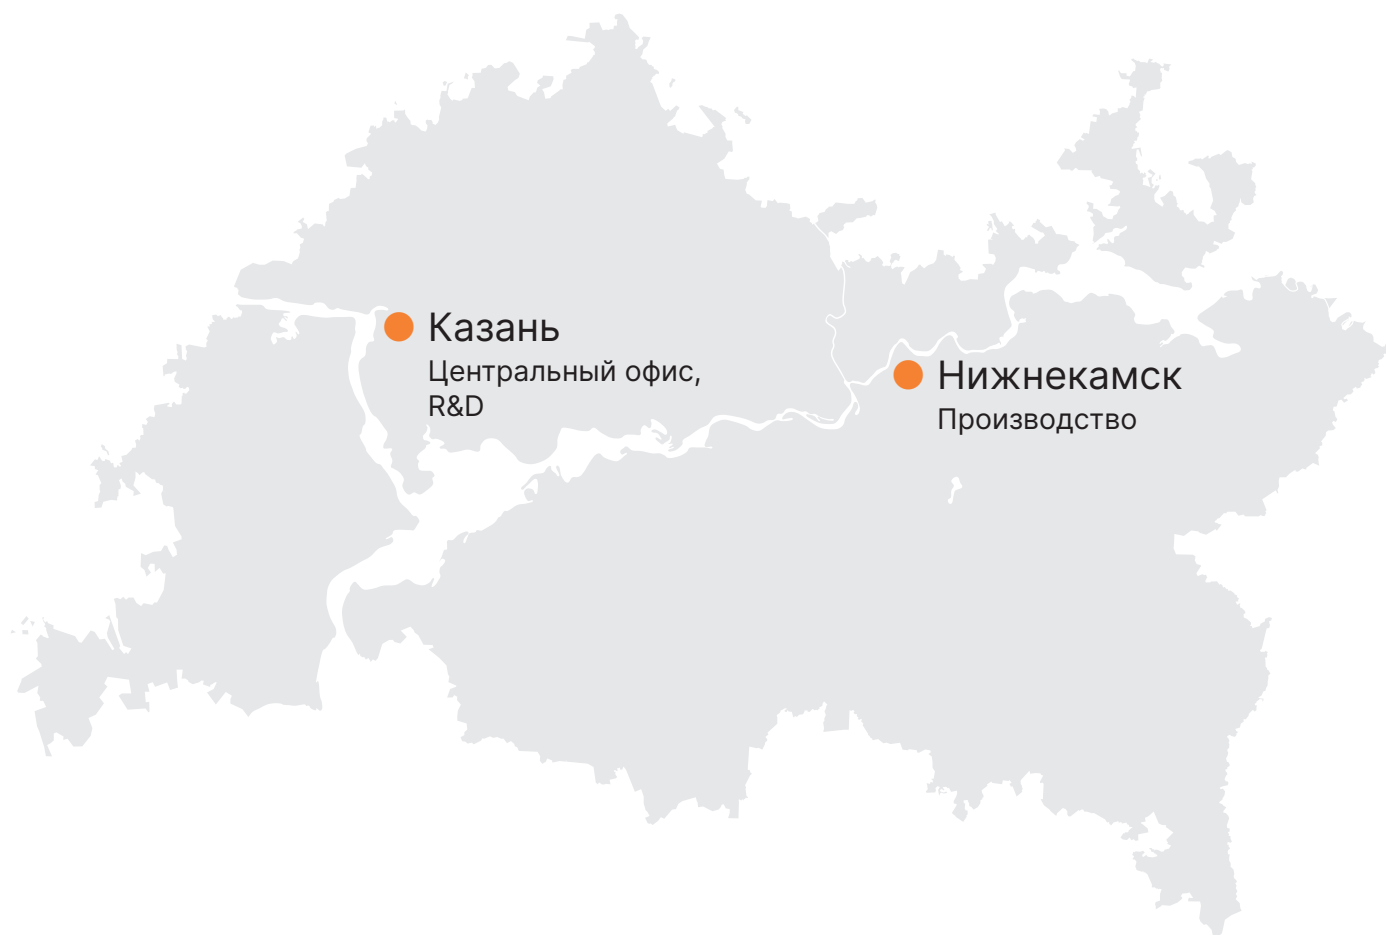 Казань
Центральный офис,
R&D
Нижнекамск
Производство